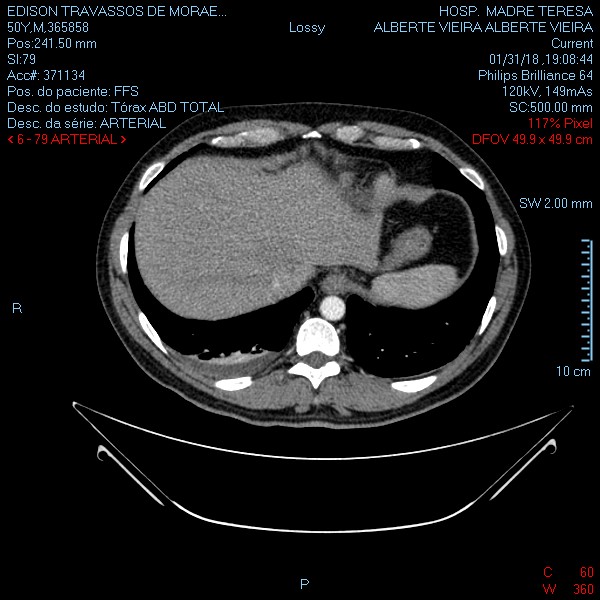 EDISON TRAVASSOS DE MORAE...
50Y,M,365858
Pos:241.50 mm
SI:79
Acc#: 371134
Pos. do paciente: FFS
Desc. do estudo: Tórax ABD TOTAL
Desc. da série: ARTERIAL
< 6 - 79 ARTERIAL >
Lossy
HOSP. MADRE TERESA
ALBERTE VIEIRA ALBERTE VIEIRA
Current
01/31/18 ,19:08:44
Philips Brilliance 64
120kV, 149mAs
SC:500.00 mm
117% Pixel
DFOV 49.9 x 49.9 cm
SW 2.00 mm
R
10 cm
P
C 60
W 360